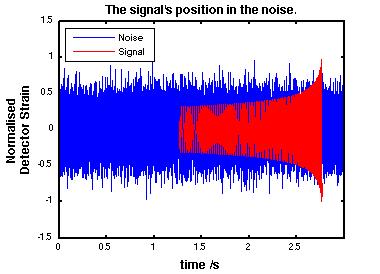 The signal's position in the noise.
1.5
1
0.5
0
-0.5
-1
-1.5
Normalised
Detector Strain
Noise
Signal
0
0.5
1
1.5
2
2.5
time /s